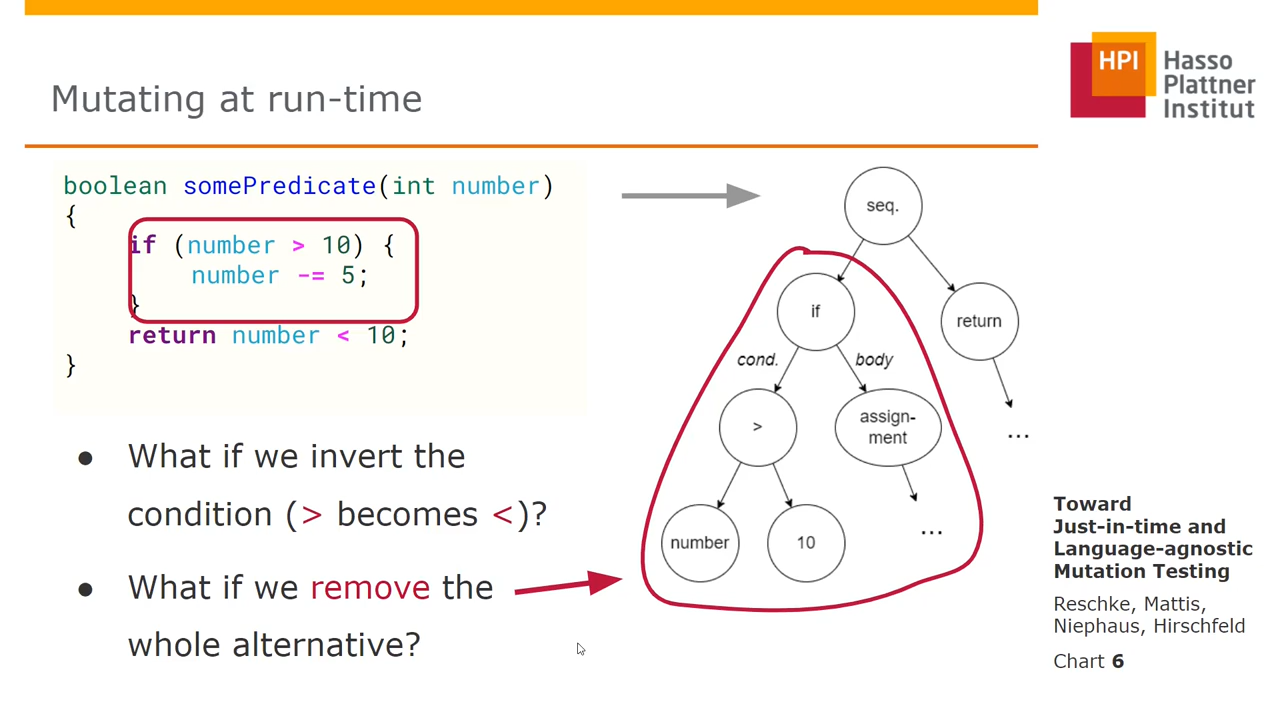 Mutating at run-time
HPI Hasso
Plattner
Institut
boolean somePredicate(int number)
{
if (number > 10) {
number -= 5;
}
return number < 10;
}
seq.
if
return
cond.
body
>
assign-
ment
...
number
10
...
● What if we invert the
condition (> becomes <)?
● What if we remove the
whole alternative?
Toward
Just-in-time and
Language-agnostic
Mutation Testing
Reschke, Mattis,
Niephaus, Hirschfeld
Chart 6